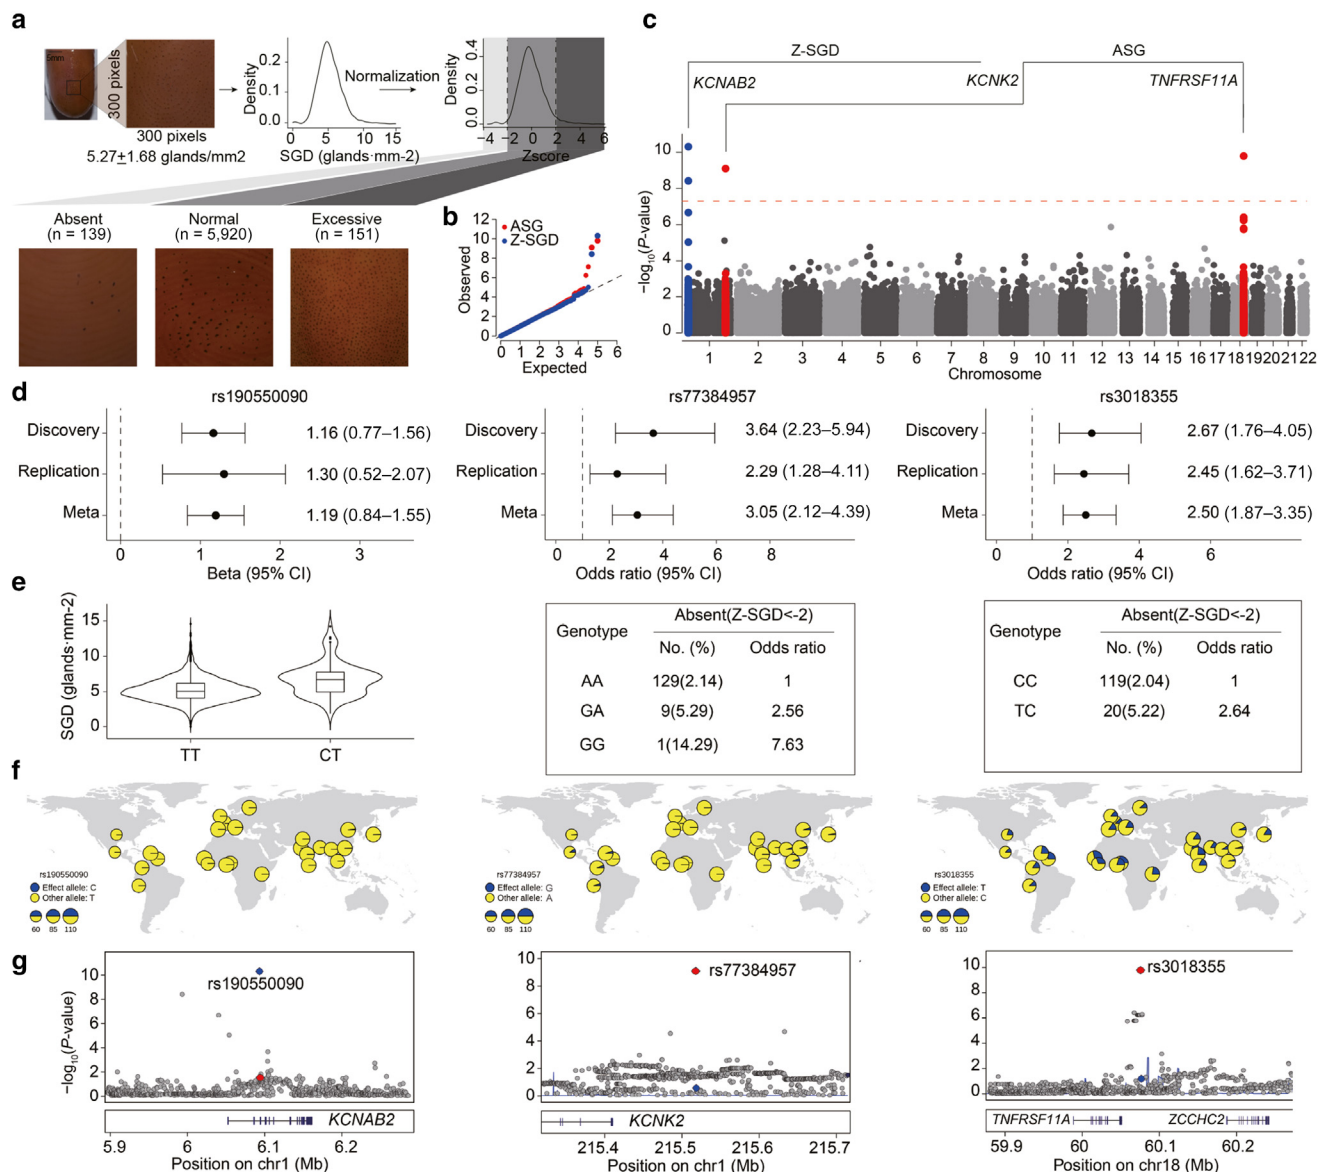 a
5mm
300 pixels
300 pixels
5.27±1.68 glands/mm2
Density
0.2
0.1
0.0
0 5 10 15
SGD (glands·mm-2)
Normalization
Density
0.4
0.2
0.0
−4 −2 0 2 4 6
Zscore
Absent
(n = 139)
Normal
(n = 5,920)
Excessive
(n = 151)
b
Observed
12
10
8
6
4
2
0
ASG
Z-SGD
0 1 2 3 4 5 6
Expected
c
Z-SGD
ASG
KCNAB2
KCNK2
TNFRSF11A
−log10(P-value)
10
8
6
4
2
0
1 2 3 4 5 6 7 8 9 10 11 12 13 14 15 16 17 18 19 20 21 22
Chromosome
d
rs190550090
Discovery 1.16 (0.77–1.56)
Replication 1.30 (0.52–2.07)
Meta 1.19 (0.84–1.55)
0 1 2 3
Beta (95% CI)
rs77384957
Discovery 3.64 (2.23–5.94)
Replication 2.29 (1.28–4.11)
Meta 3.05 (2.12–4.39)
0 2 4 6 8
Odds ratio (95% CI)
rs3018355
Discovery 2.67 (1.76–4.05)
Replication 2.45 (1.62–3.71)
Meta 2.50 (1.87–3.35)
0 2 4 6
Odds ratio (95% CI)
e
SGD (glands·mm-2)
15
10
5
0
TT CT
Absent(Z-SGD<-2)
Genotype
No. (%) Odds ratio
AA 129(2.14) 1
GA 9(5.29) 2.56
GG 1(14.29) 7.63
Absent(Z-SGD<-2)
Genotype
No. (%) Odds ratio
CC 119(2.04) 1
TC 20(5.22) 2.64
f
rs190550090
Effect allele: C
Other allele: T
60 85 110
rs77384957
Effect allele: G
Other allele: A
60 85 110
rs3018355
Effect allele: T
Other allele: C
60 85 110
g
−log10(P-value)
10
8
6
4
2
0
rs190550090
KCNAB2
5.9 6 6.1 6.2
Position on chr1 (Mb)
10
8
6
4
2
0
rs77384957
KCNK2
215.4 215.5 215.6 215.7
Position on chr1 (Mb)
10
8
6
4
2
0
rs3018355
TNFRSF11A ZCCHC2
59.9 60 60.1 60.2
Position on chr18 (Mb)